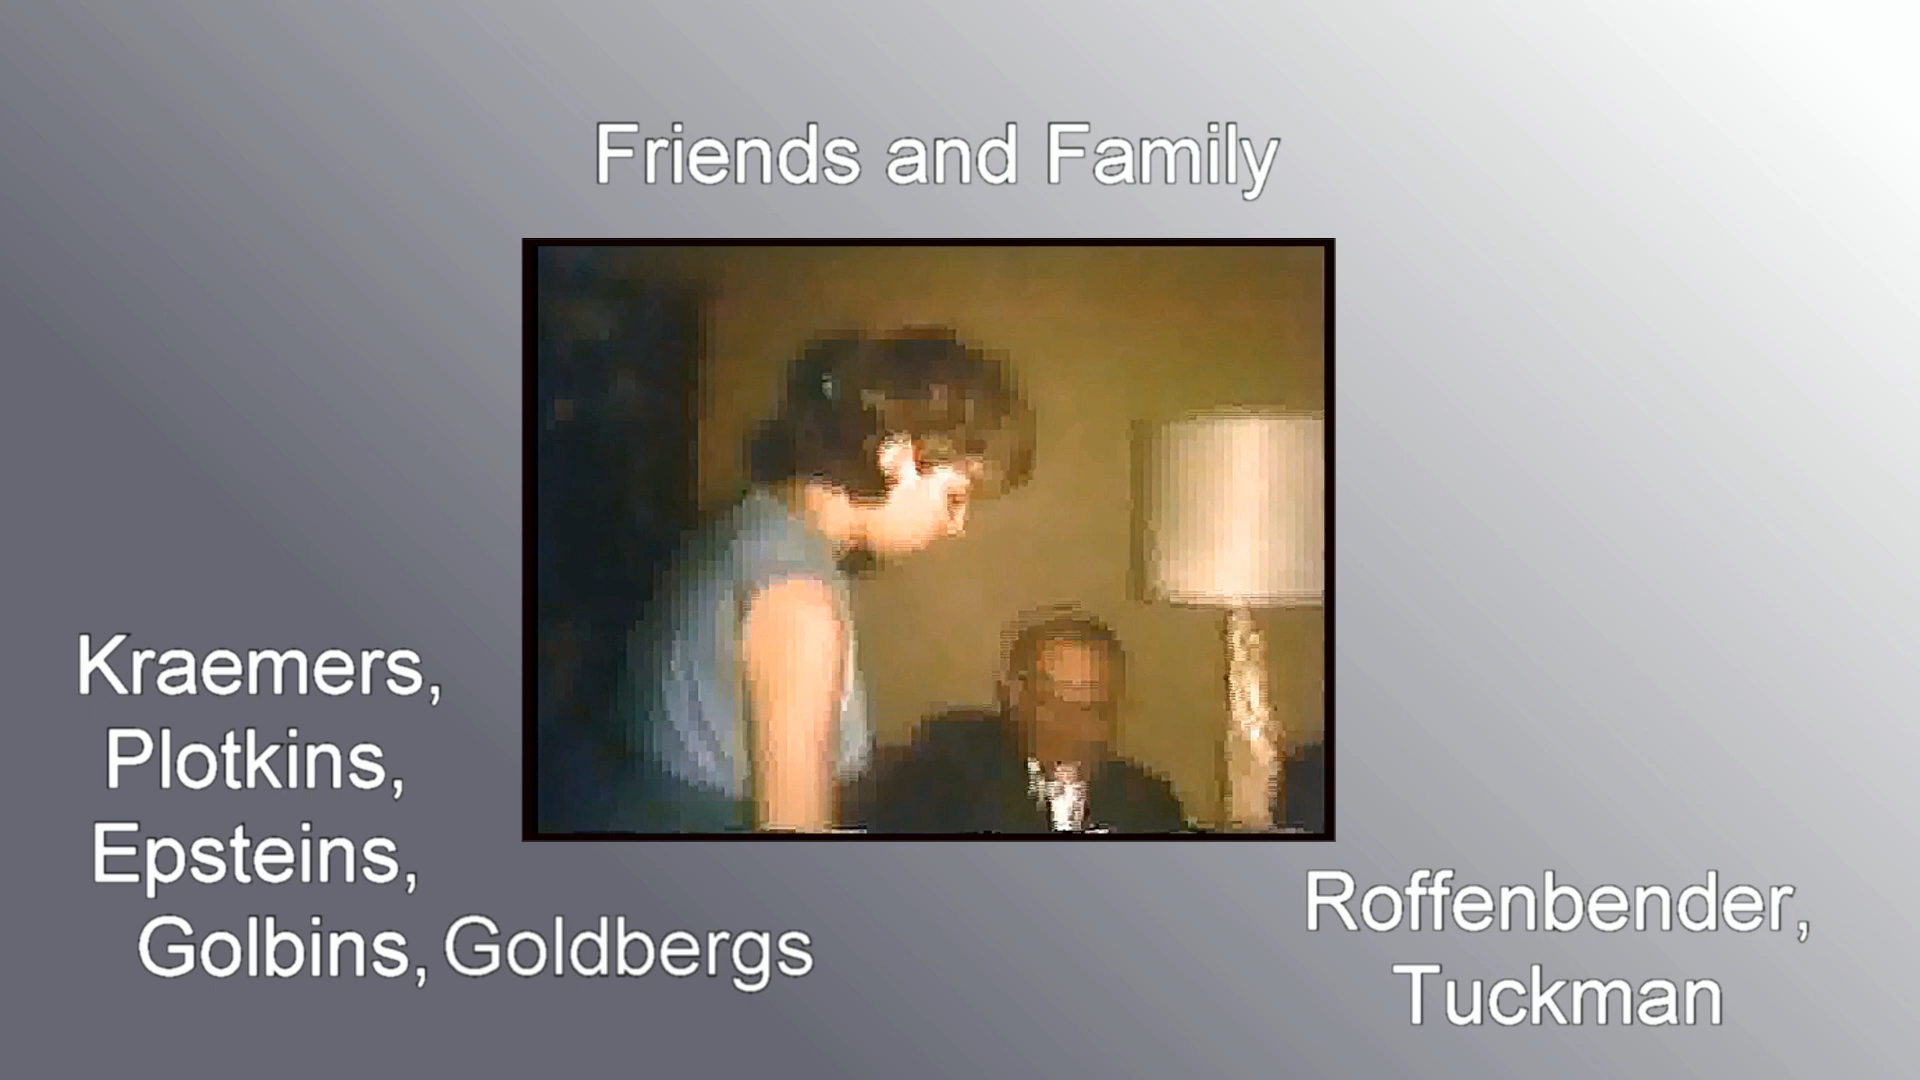 Friends and Family
Kraemers,
Plotkins,
Epsteins,
Golbins, Goldbergs
Roffenbender,
Tuckman